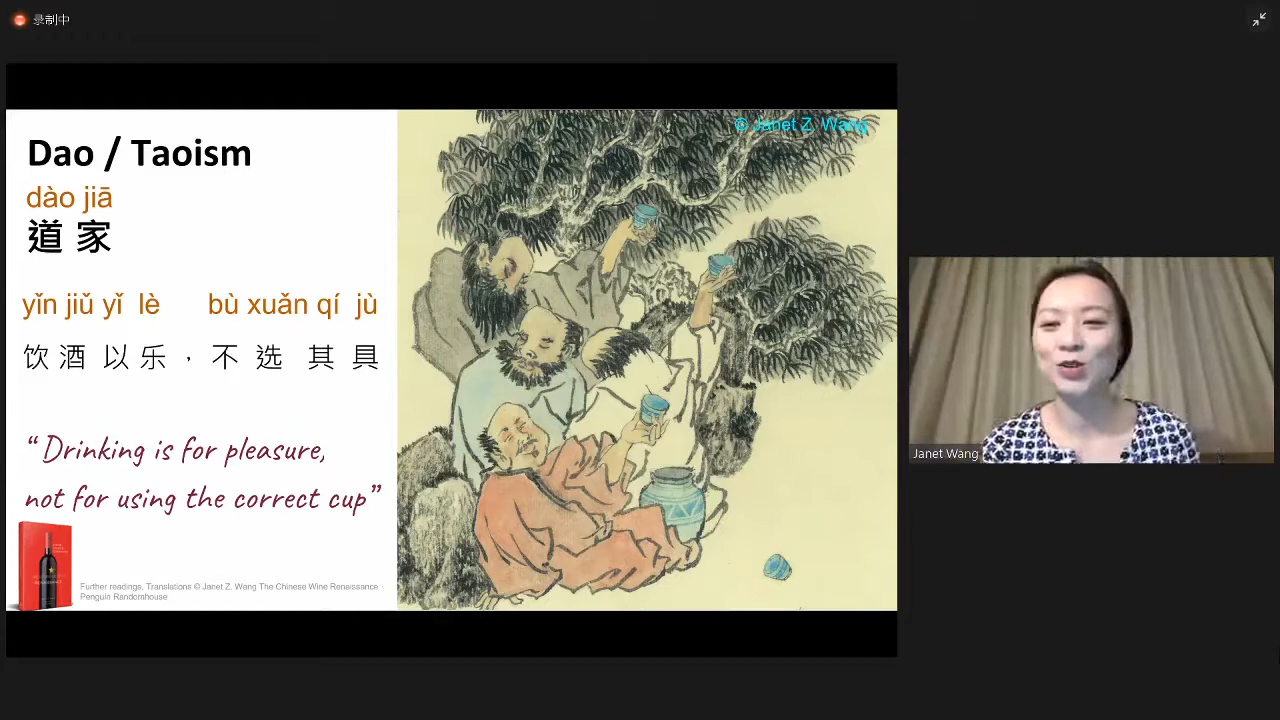 录制中
Dao / Taoism
dào jiā
道 家
yǐn jiǔ yǐ lè bù xuǎn qí jù
饮 酒 以 乐 ，不 选 其 具
“ Drinking is for pleasure,
not for using the correct cup”
Further readings, Translations © Janet Z. Wang The Chinese Wine Renaissance -
Penguin Randomhouse
© Janet Z. Wang
Janet Wang